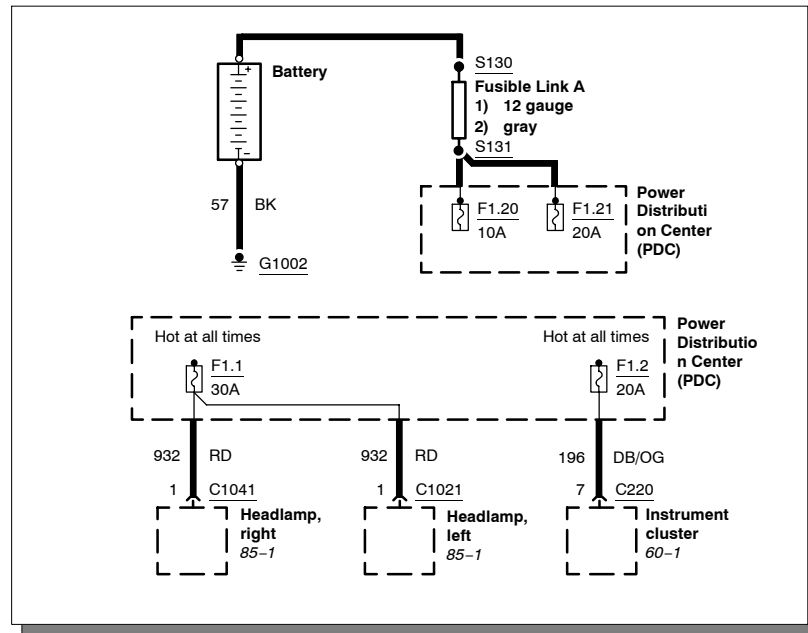 Battery
+
−
S130
Fusible Link A
1) 12 gauge
2) gray
S131
57 BK
G1002
F1.20
10A
F1.21
20A
Power
Distributi
on Center
(PDC)
Hot at all times
F1.1
30A
Hot at all times
F1.2
20A
Power
Distributio
n Center
(PDC)
932 RD
1 C1041
Headlamp,
right
85−1
932 RD
1 C1021
Headlamp,
left
85−1
196 DB/OG
7 C220
Instrument
cluster
60−1